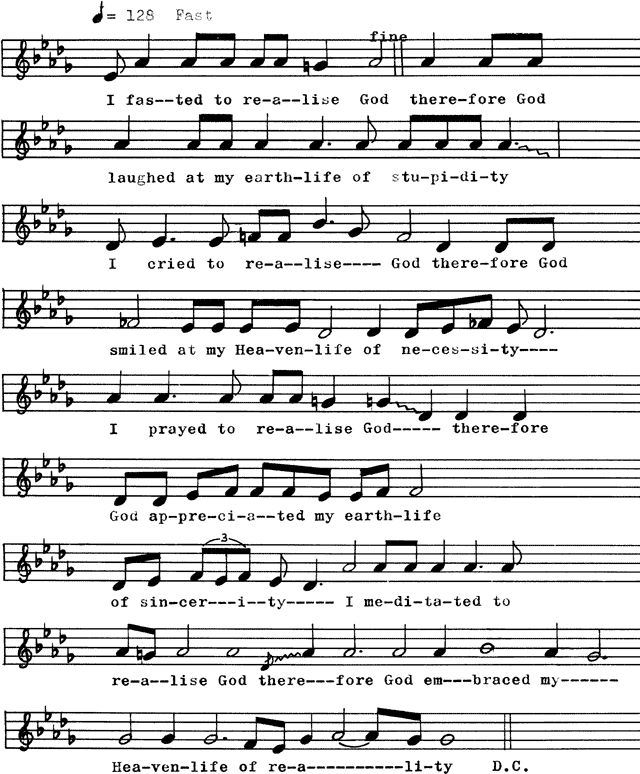 = 128 Fast
fine
I fas--ted to re-a--lise God there-fore God
laughed at my earth-life of stu-pi-di-ty
I cried to re-a--lise---- God there-fore God
smiled at my Hea-ven-life of ne-ces-si-ty----
I prayed to re-a--lise God----- there-fore
God ap-pre-ci-a--ted my earth-life
3
of sin-cer---i--ty----- I me-di-ta-ted to
re-a--lise God there---fore God em---braced my------
Hea-ven-life of re-a----------li-ty D.C.